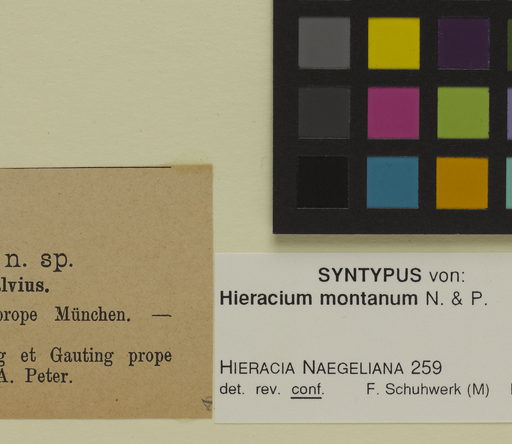 n. sp.
lvius.
prope München. —
et Gauting prope
A. Peter.
SYNTYPUS von:
Hieracium montanum N. & P.
HIERACIA NAEGELIANA 259
det. rev. conf. F. Schuhwerk (M)